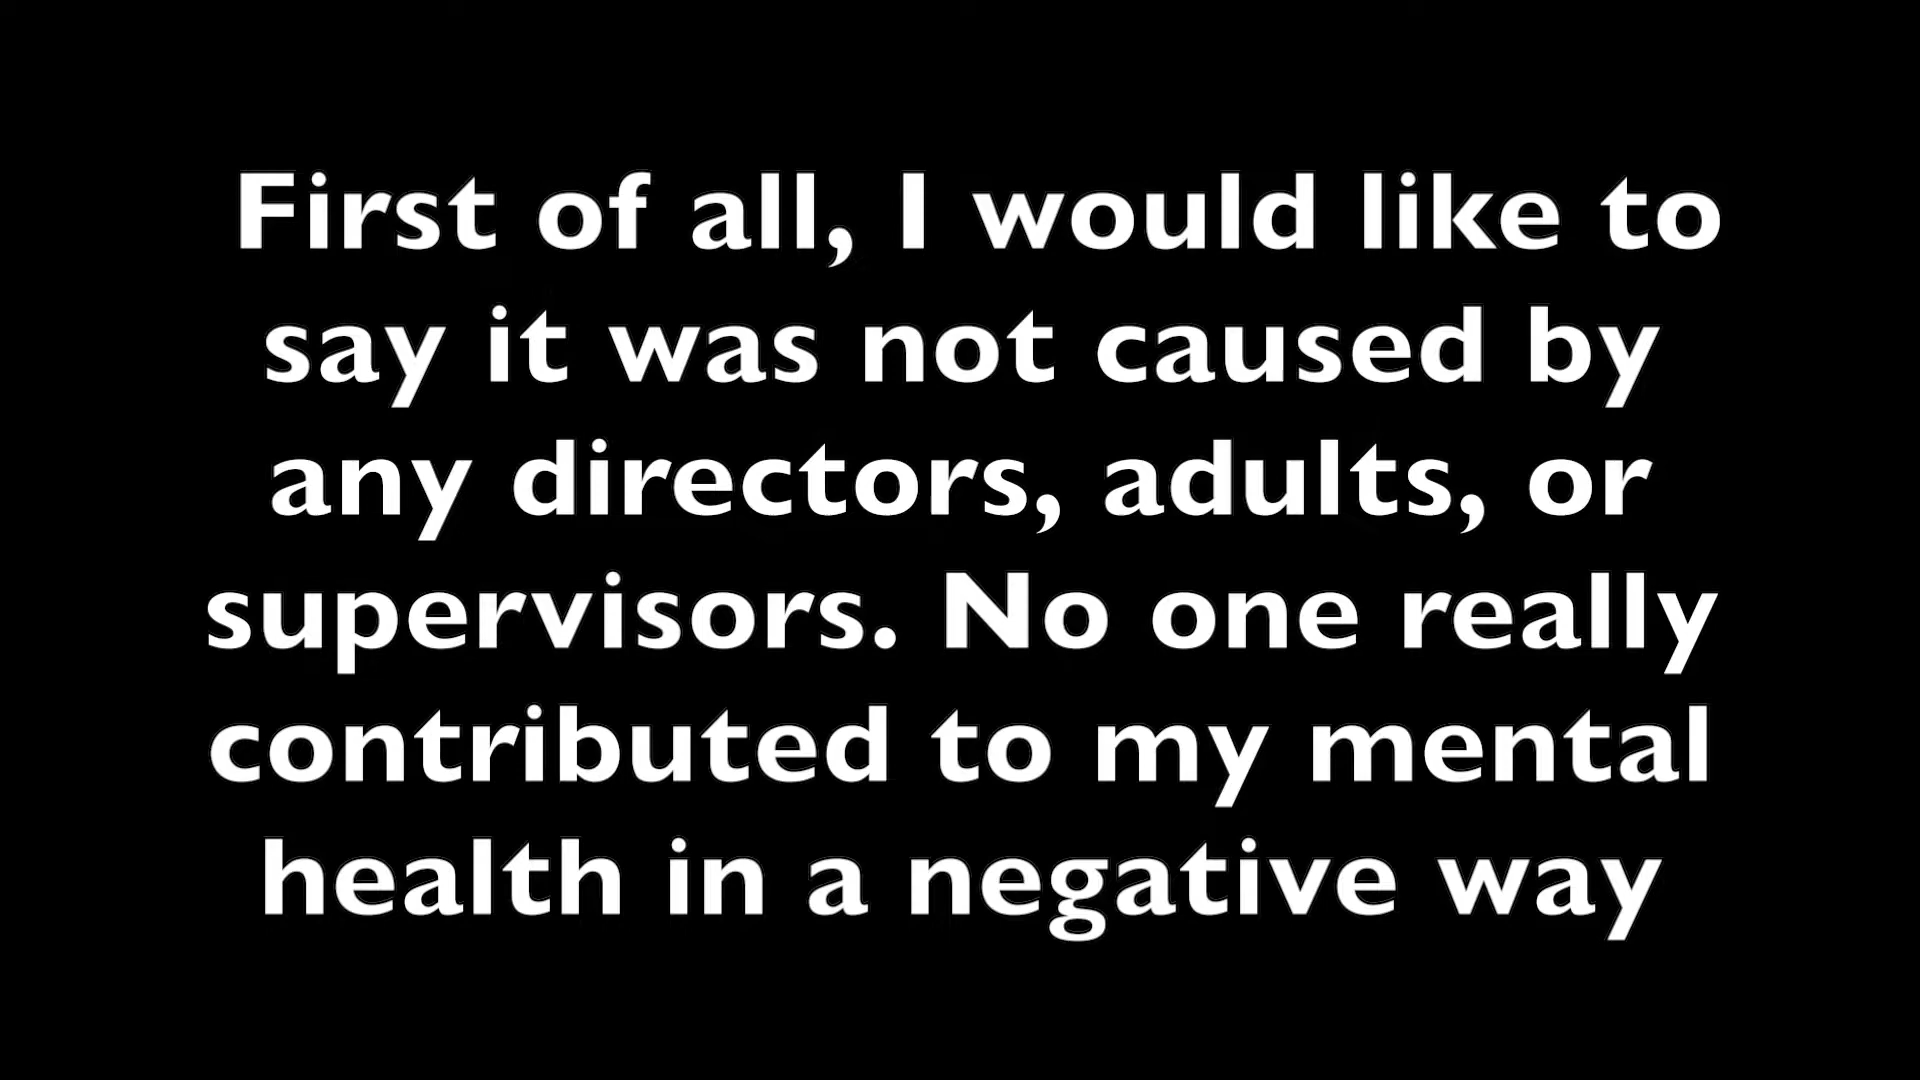 First of all, I would like to
say it was not caused by
any directors, adults, or
supervisors. No one really
contributed to my mental
health in a negative way